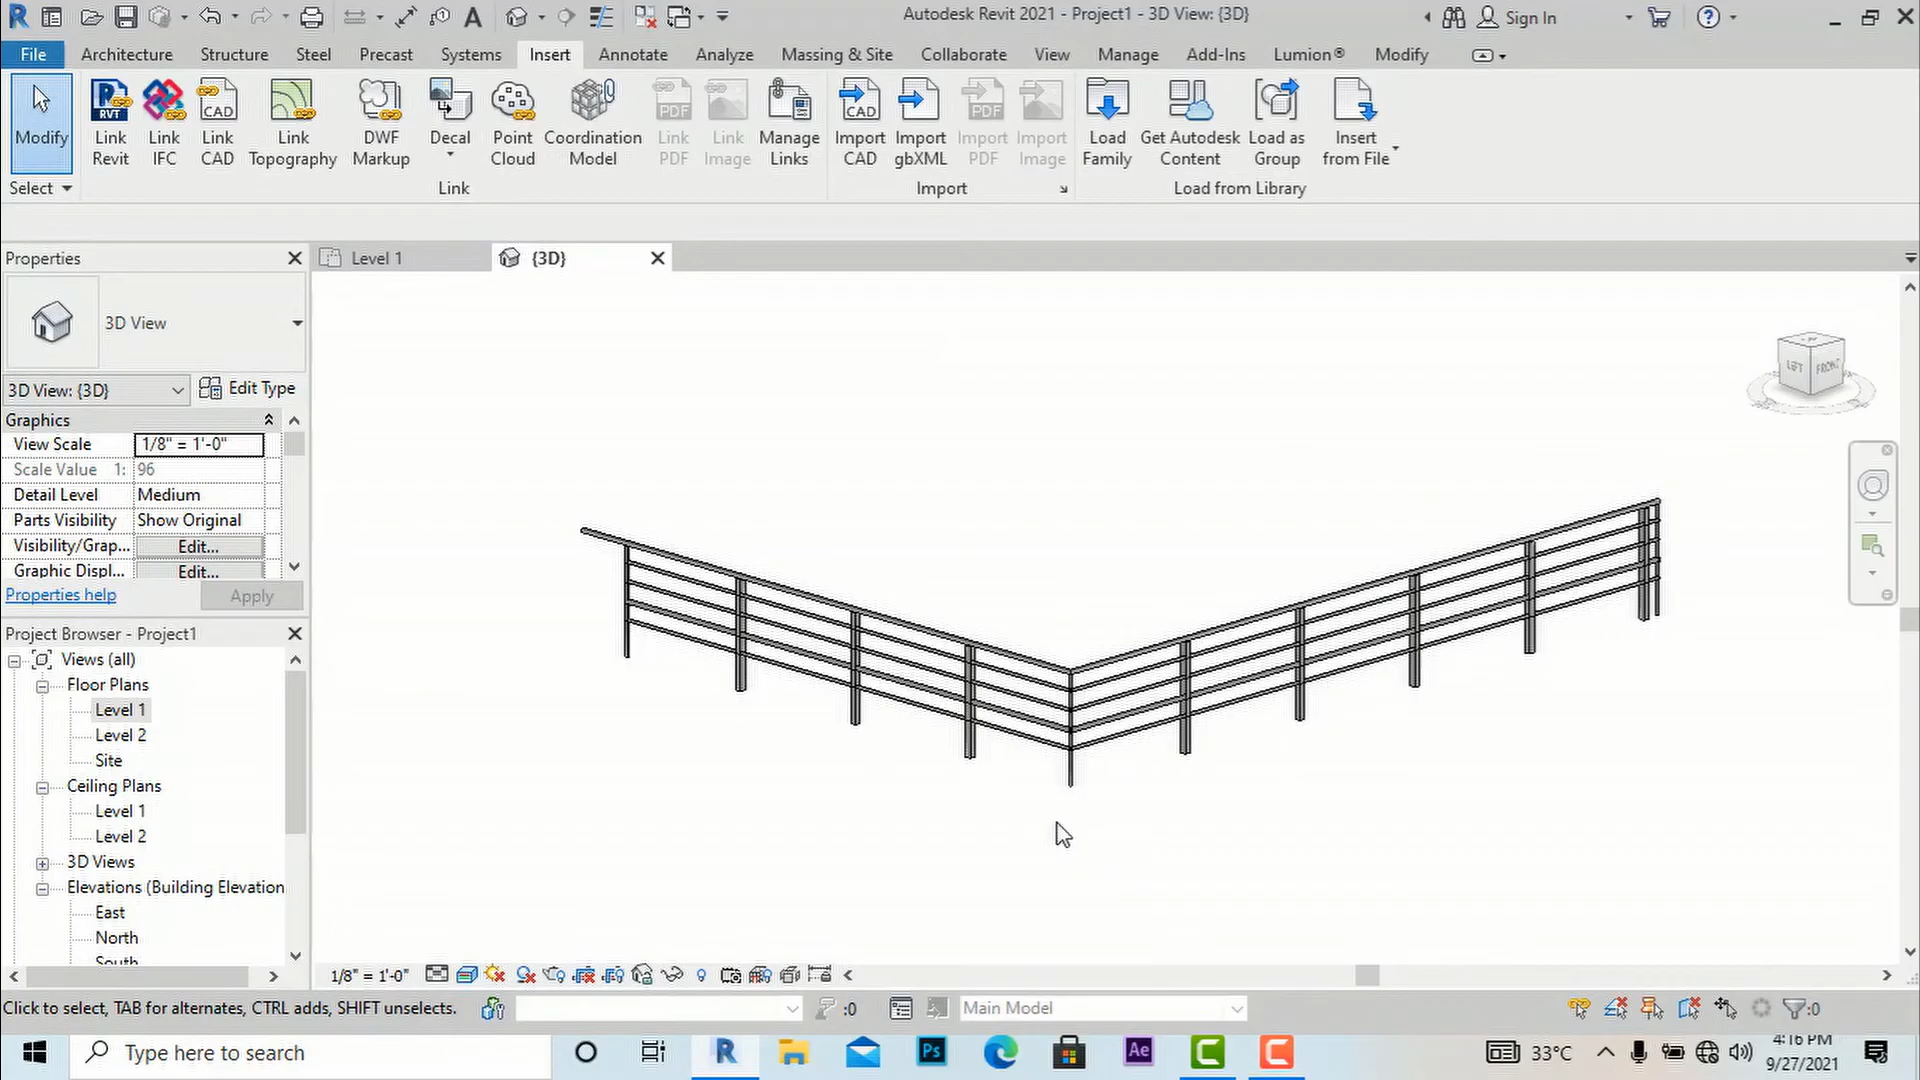 Autodesk Revit 2021 - Project1 - 3D View: {3D}
Sign In
File Architecture Structure Steel Precast Systems Insert Annotate Analyze Massing & Site Collaborate View Manage Add-Ins Lumion® Modify
Modify
Link Revit
Link IFC
Link CAD
Link Topography
DWF Markup
Decal
Point Cloud
Coordination Model
Link PDF
Link Image
Manage Links
Import CAD
Import gbXML
Import PDF
Import Image
Load Family
Get Autodesk Content
Load as Group
Insert from File
Select
Link
Import
Load from Library
Properties
Level 1
{3D}
3D View
3D View: {3D}
Edit Type
Graphics
View Scale 1/8" = 1'-0"
Scale Value 1: 96
Detail Level Medium
Parts Visibility Show Original
Visibility/Grap... Edit...
Graphic Displ... Edit...
Properties help
Apply
LEFT FRONT
Project Browser - Project1
Views (all)
Floor Plans
Level 1
Level 2
Site
Ceiling Plans
Level 1
Level 2
3D Views
Elevations (Building Elevation
East
North
South
1/8" = 1'-0"
Click to select, TAB for alternates, CTRL adds, SHIFT unselects.
:0
Main Model
:0
Type here to search
Ps
Ae
33°C
4:16 PM
9/27/2021